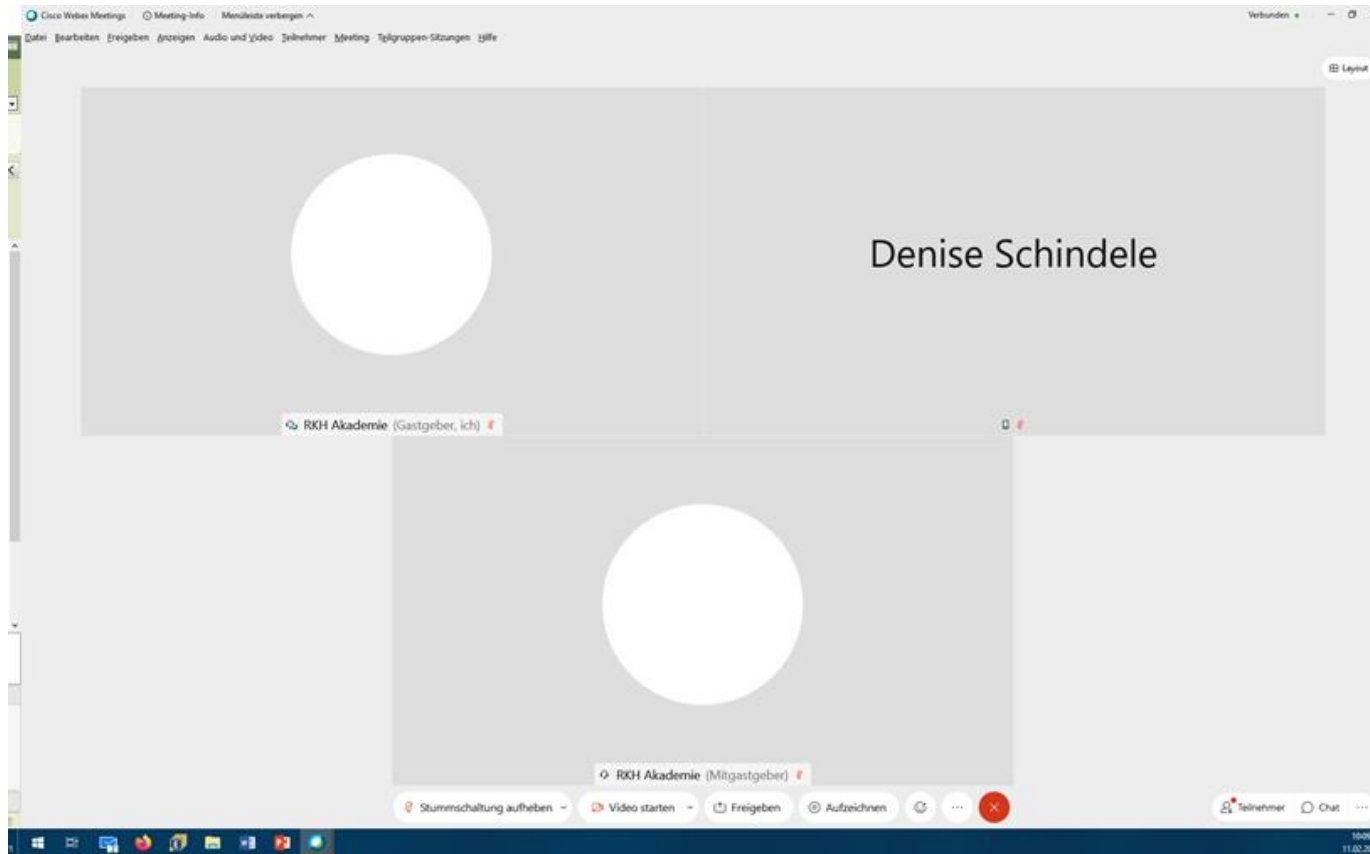 Cisco Webex Meetings Meeting-Info Menüleiste verbergen Verbunden
Datei Bearbeiten Freigeben Anzeigen Audio und Video Teilnehmer Meeting Teilgruppen-Sitzungen Hilfe
Layout
Denise Schindele
RKH Akademie (Gastgeber, ich)
RKH Akademie (Mitgastgeber)
Stummschaltung aufheben Video starten Freigeben Aufzeichnen Teilnehmer Chat